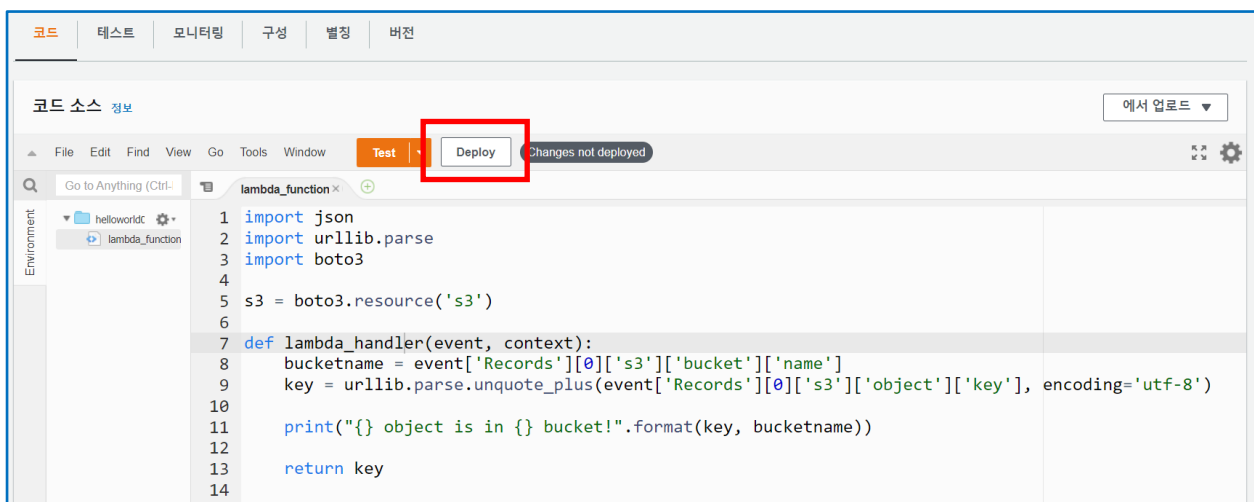 코드 테스트 모니터링 구성 별칭 버전
코드 소스 정보 에서 업로드
File Edit Find View Go Tools Window Test Deploy Changes not deployed
Go to Anything (Ctrl- lambda_function
Environment
helloworld
lambda_function
1 import json
2 import urllib.parse
3 import boto3
4
5 s3 = boto3.resource('s3')
6
7 def lambda_handler(event, context):
8 bucketname = event['Records'][0]['s3']['bucket']['name']
9 key = urllib.parse.unquote_plus(event['Records'][0]['s3']['object']['key'], encoding='utf-8')
10
11 print("{} object is in {} bucket!".format(key, bucketname))
12
13 return key
14